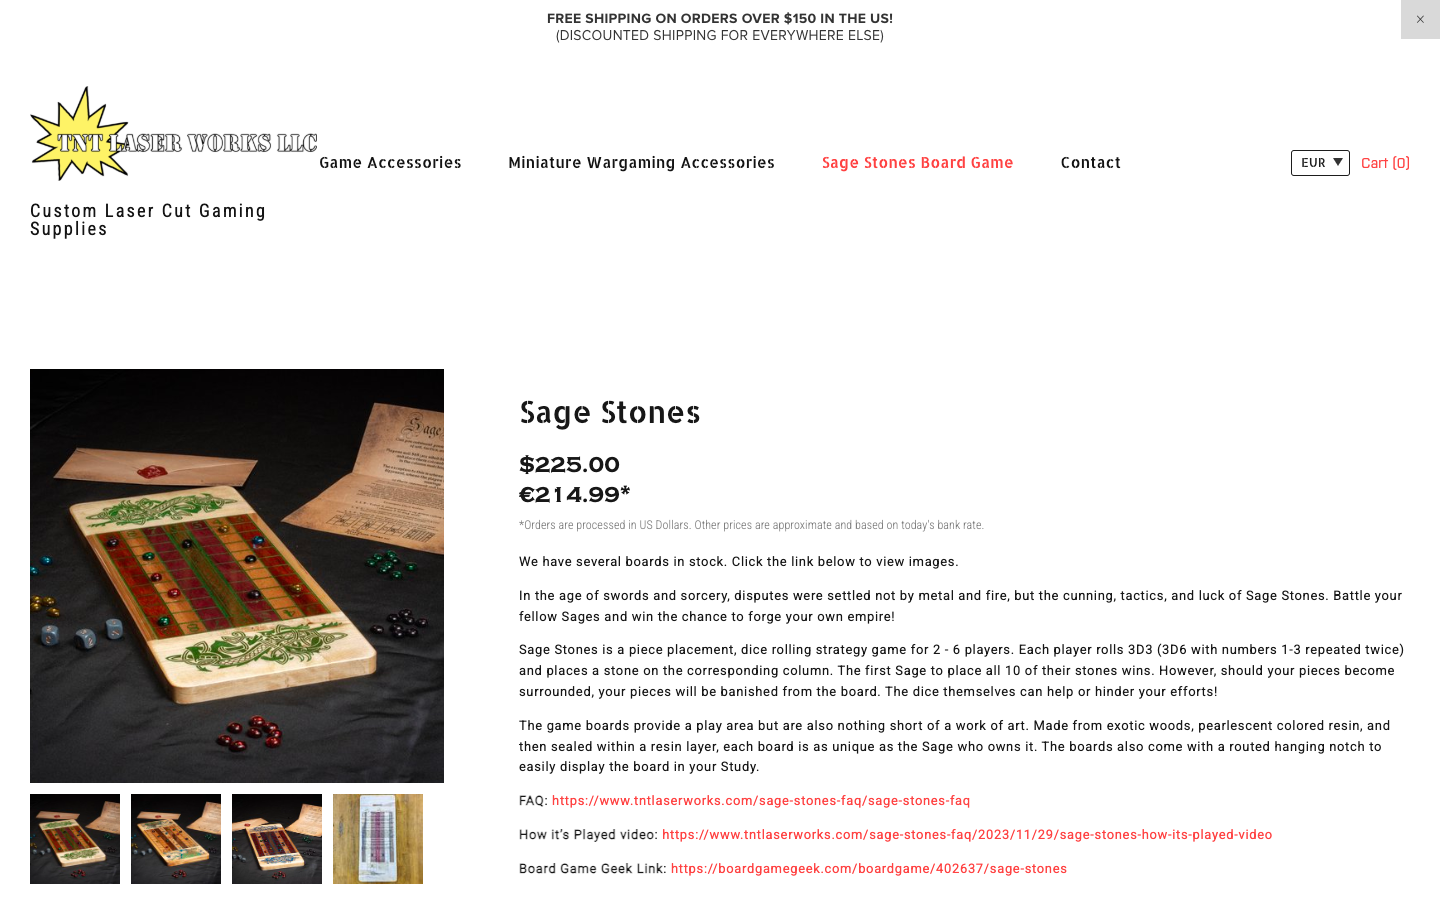 FREE SHIPPING ON ORDERS OVER $150 IN THE US!
(DISCOUNTED SHIPPING FOR EVERYWHERE ELSE)
x
TNT LASER WORKS LLC
Custom Laser Cut Gaming
Supplies
Game Accessories
Miniature Wargaming Accessories
Sage Stones Board Game
Contact
EUR ▼
Cart (0)
Sage
Sage Stones
$225.00
€214.99*
*Orders are processed in US Dollars. Other prices are approximate and based on today's bank rate.
We have several boards in stock. Click the link below to view images.
In the age of swords and sorcery, disputes were settled not by metal and fire, but the cunning, tactics, and luck of Sage Stones. Battle your
fellow Sages and win the chance to forge your own empire!
Sage Stones is a piece placement, dice rolling strategy game for 2 - 6 players. Each player rolls 3D3 (3D6 with numbers 1-3 repeated twice)
and places a stone on the corresponding column. The first Sage to place all 10 of their stones wins. However, should your pieces become
surrounded, your pieces will be banished from the board. The dice themselves can help or hinder your efforts!
The game boards provide a play area but are also nothing short of a work of art. Made from exotic woods, pearlescent colored resin, and
then sealed within a resin layer, each board is as unique as the Sage who owns it. The boards also come with a routed hanging notch to
easily display the board in your Study.
FAQ: https://www.tntlaserworks.com/sage-stones-faq/sage-stones-faq
How it’s Played video: https://www.tntlaserworks.com/sage-stones-faq/2023/11/29/sage-stones-how-its-played-video
Board Game Geek Link: https://boardgamegeek.com/boardgame/402637/sage-stones